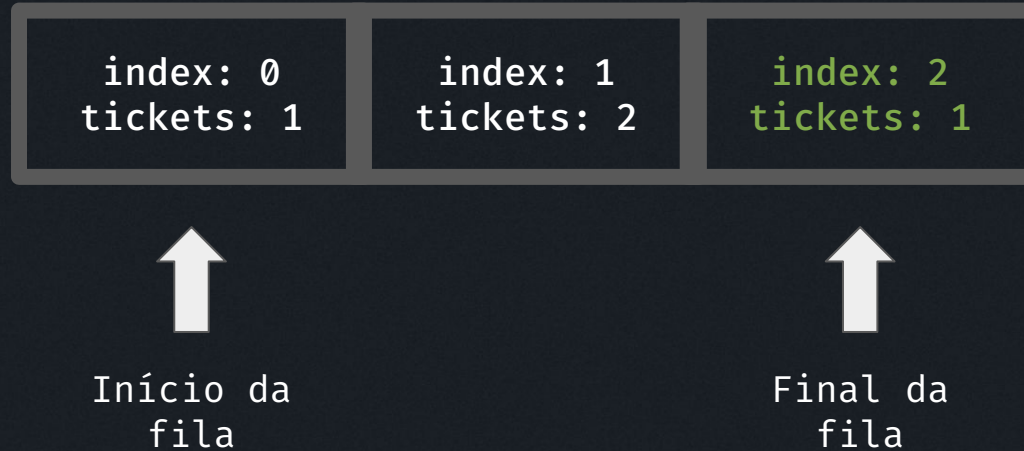 index: 0
tickets: 1
index: 1
tickets: 2
index: 2
tickets: 1
Início da
fila
Final da
fila